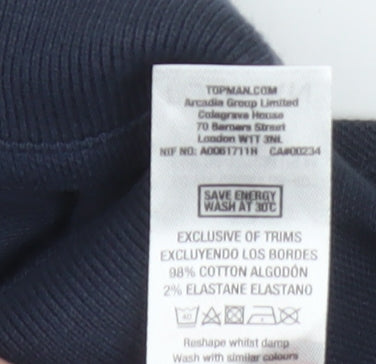 TOPMAN.COM
Arcadia Group Limited
Colegrave House
70 Berners Street
London W1T 3NL
NIF NO: A0061711H CA#00234
SAVE ENERGY
WASH AT 30C
EXCLUSIVE OF TRIMS
EXCLUYENDO LOS BORDES
98% COTTON ALGODÓN
2% ELASTANE ELASTANO
40
Reshape whilst damp
Wash with similar colours